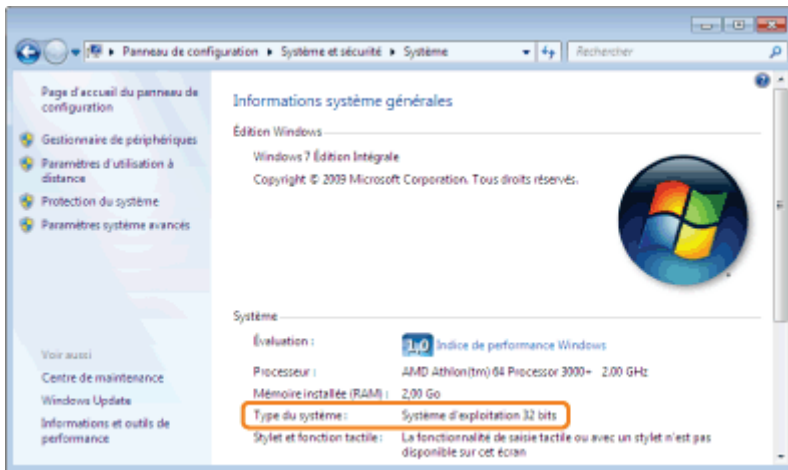 Panneau de configuration ▸ Système et sécurité ▸ Système
Rechercher
Page d'accueil du panneau de
configuration
Gestionnaire de périphériques
Paramètres d'utilisation à
distance
Protection du système
Paramètres système avancés
Voir aussi
Centre de maintenance
Windows Update
Informations et outils de
performance
Informations système générales
Édition Windows
Windows 7 Édition Intégrale
Copyright © 2009 Microsoft Corporation. Tous droits réservés.
Système
Évaluation :
1,0 Indice de performance Windows
Processeur :
AMD Athlon(tm) 64 Processor 3000+ 2.00 GHz
Mémoire installée (RAM) :
2,00 Go
Type du système :
Système d'exploitation 32 bits
Stylet et fonction tactile :
La fonctionnalité de saisie tactile ou avec un stylet n'est pas
disponible sur cet écran